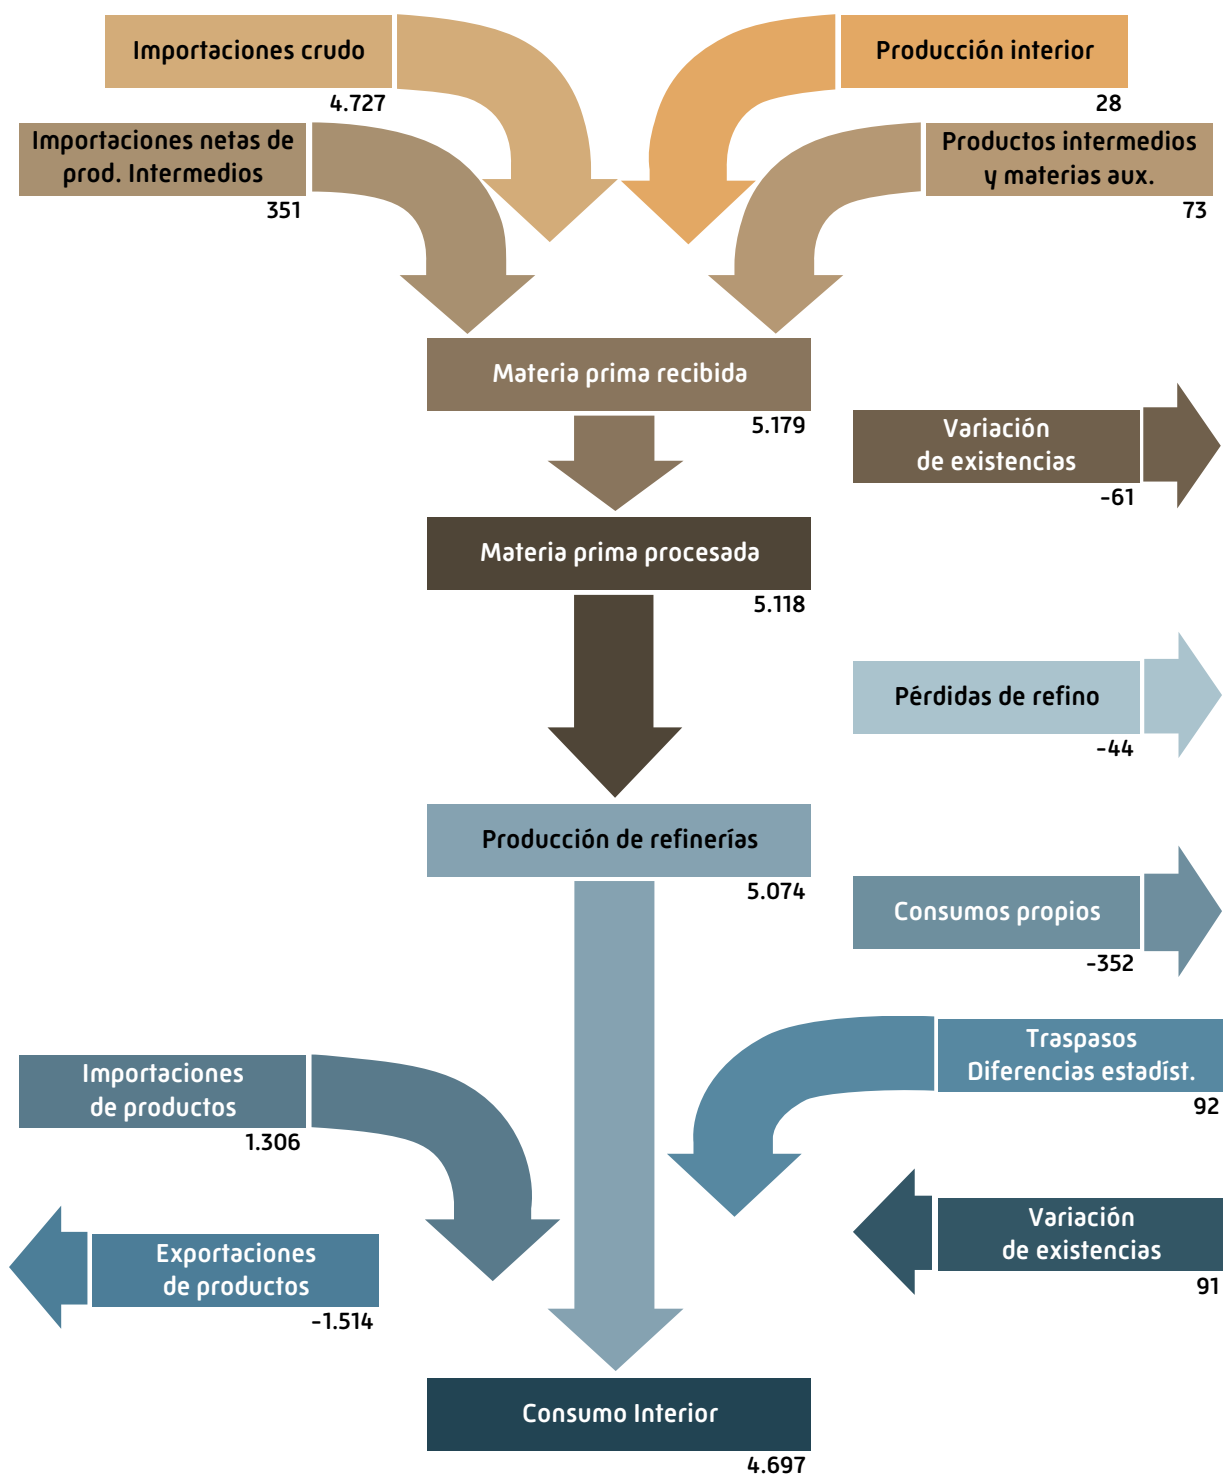 Importaciones crudo
4.727
Producción interior
28
Importaciones netas de
prod. Intermedios
351
Productos intermedios
y materias aux.
73
Materia prima recibida
5.179
Variación
de existencias
-61
Materia prima procesada
5.118
Pérdidas de refino
-44
Producción de refinerías
5.074
Consumos propios
-352
Traspasos
Diferencias estadíst.
92
Importaciones
de productos
1.306
Variación
de existencias
91
Exportaciones
de productos
-1.514
Consumo Interior
4.697